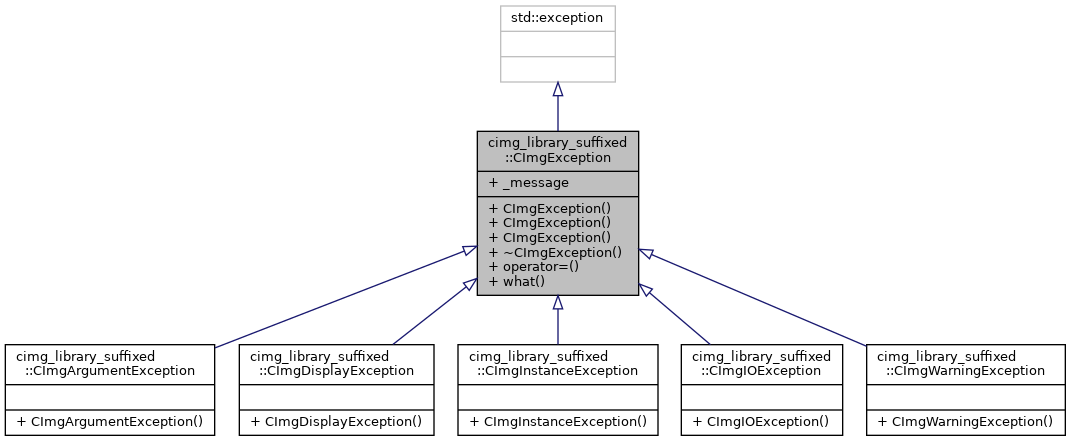 std::exception
cimg_library_suffixed
::CImgException
+ _message
+ CImgException()
+ CImgException()
+ CImgException()
+ ~CImgException()
+ operator=()
+ what()
cimg_library_suffixed
::CImgArgumentException
+ CImgArgumentException()
cimg_library_suffixed
::CImgDisplayException
+ CImgDisplayException()
cimg_library_suffixed
::CImgInstanceException
+ CImgInstanceException()
cimg_library_suffixed
::CImgIOException
+ CImgIOException()
cimg_library_suffixed
::CImgWarningException
+ CImgWarningException()